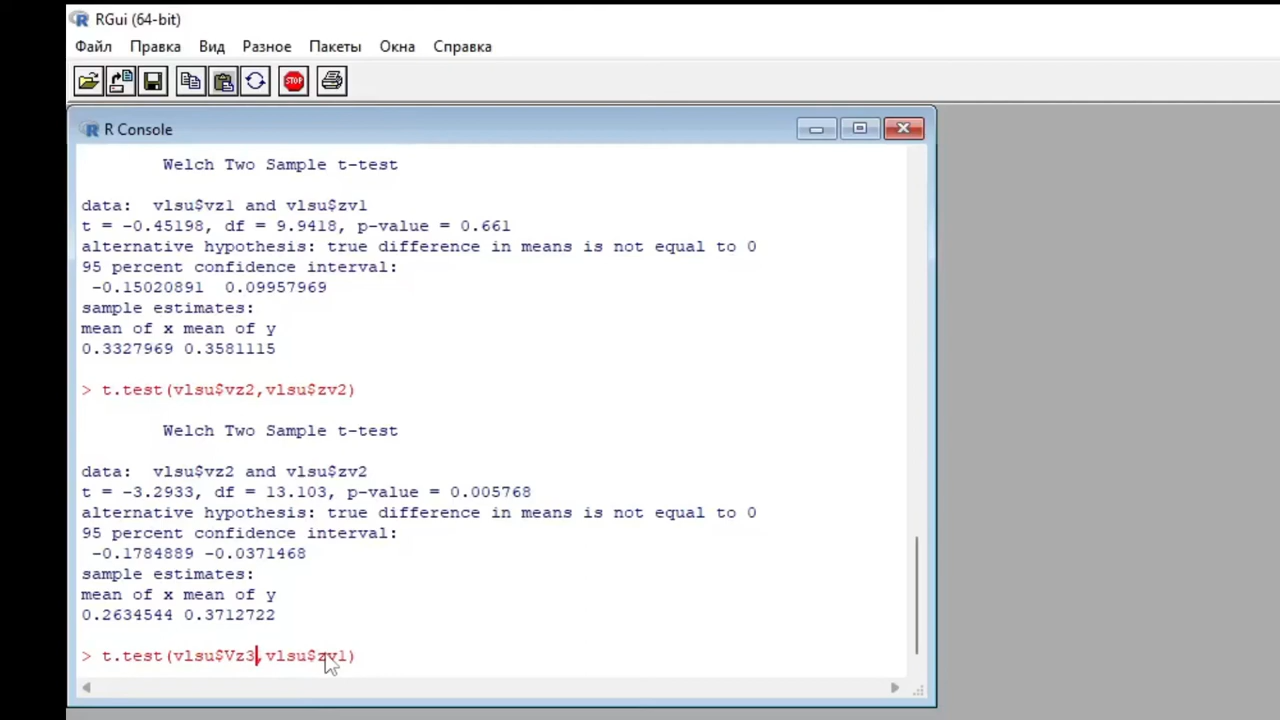 RGui (64-bit)
Файл Правка Вид Разное Пакеты Окна Справка
STOP
R Console
Welch Two Sample t-test
data:  vlsu$vz1 and vlsu$zv1
t = -0.45198, df = 9.9418, p-value = 0.661
alternative hypothesis: true difference in means is not equal to 0
95 percent confidence interval:
-0.15020891  0.09957969
sample estimates:
mean of x mean of y
0.3327969 0.3581115
> t.test(vlsu$vz2,vlsu$zv2)
Welch Two Sample t-test
data:  vlsu$vz2 and vlsu$zv2
t = -3.2933, df = 13.103, p-value = 0.005768
alternative hypothesis: true difference in means is not equal to 0
95 percent confidence interval:
-0.1784889 -0.0371468
sample estimates:
mean of x mean of y
0.2634544 0.3712722
> t.test(vlsu$Vz3,vlsu$zv1)